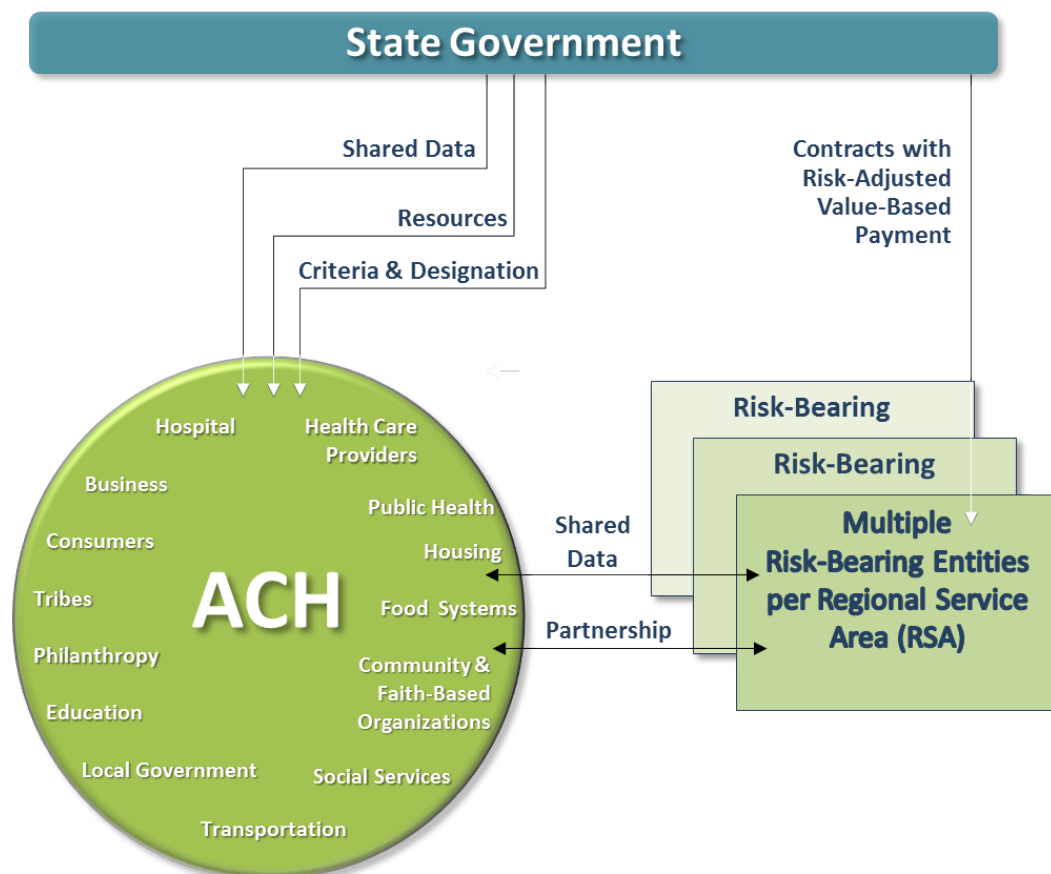 State Government
Shared Data
Resources
Criteria & Designation
Contracts with
Risk-Adjusted
Value-Based
Payment
Hospital
Health Care
Providers
Business
Public Health
Consumers
Housing
Tribes
ACH
Food Systems
Philanthropy
Community &
Faith-Based
Organizations
Education
Local Government
Social Services
Transportation
Shared
Data
Partnership
Risk-Bearing
Risk-Bearing
Multiple
Risk-Bearing Entities
per Regional Service
Area (RSA)